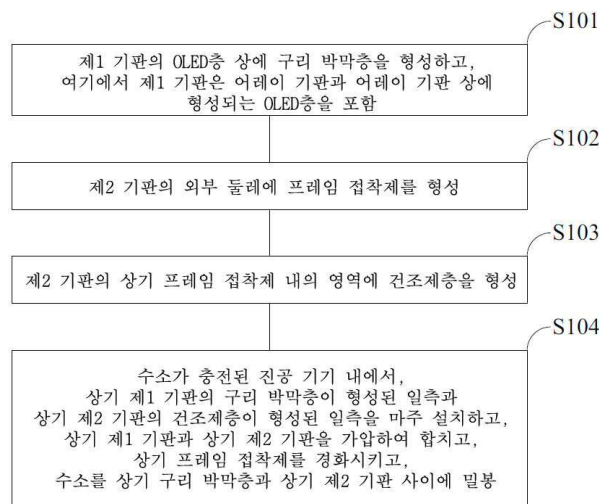 S101
제1 기판의 OLED층 상에 구리 박막층을 형성하고,
여기에서 제1 기판은 어레이 기판과 어레이 기판 상에
형성되는 OLED층을 포함
S102
제2 기판의 외부 둘레에 프레임 접착제를 형성
S103
제2 기판의 상기 프레임 접착제 내의 영역에 건조제층을 형성
S104
수소가 충전된 진공 기기 내에서,
상기 제1 기판의 구리 박막층이 형성된 일측과
상기 제2 기판의 건조제층이 형성된 일측을 마주 설치하고,
상기 제1 기판과 상기 제2 기판을 가압하여 합치고,
상기 프레임 접착제를 경화시키고,
수소를 상기 구리 박막층과 상기 제2 기판 사이에 밀봉